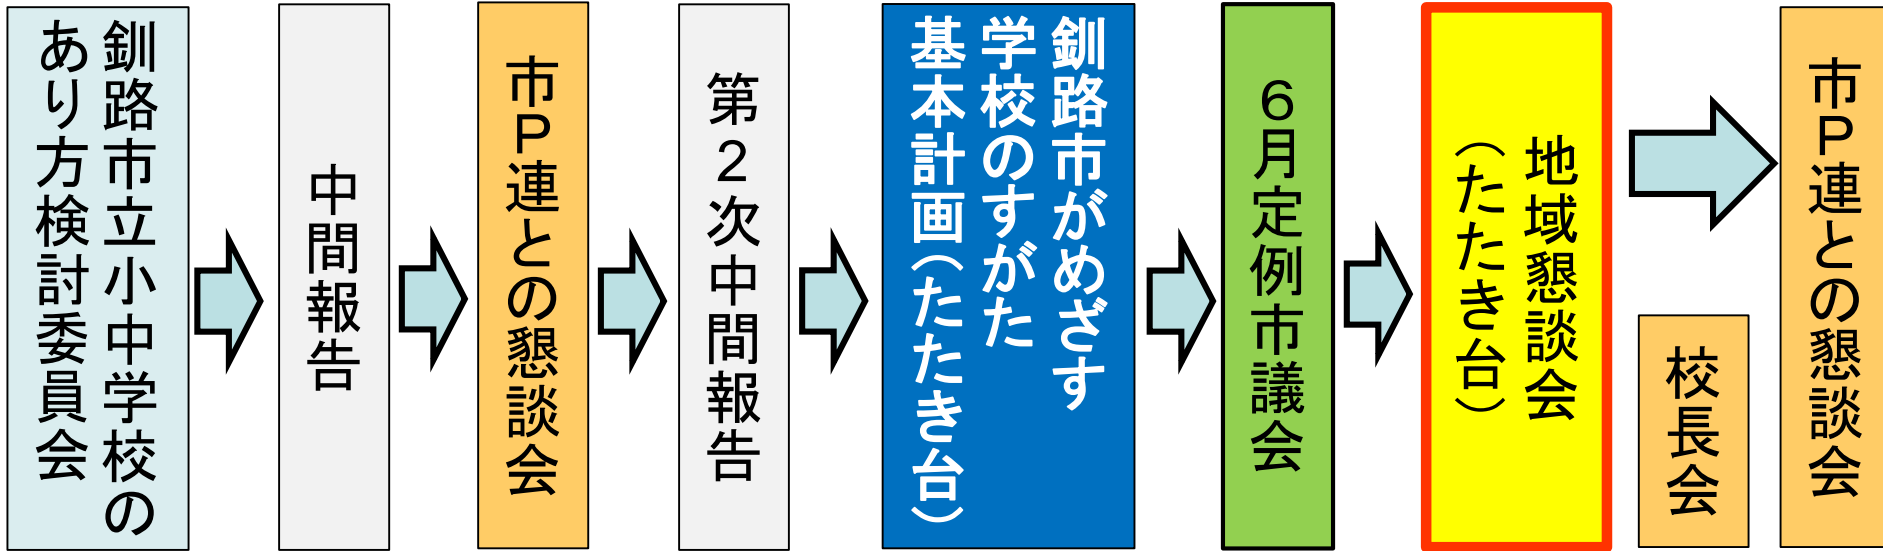 釧路市立小中学校の
あり方検討委員会
中間報告
市Ｐ連との懇談会
第２次中間報告
釧路市がめざす
学校のすがた
基本計画（たたき台）
６月定例市議会
地域懇談会
（たたき台）
校長会
市Ｐ連との懇談会